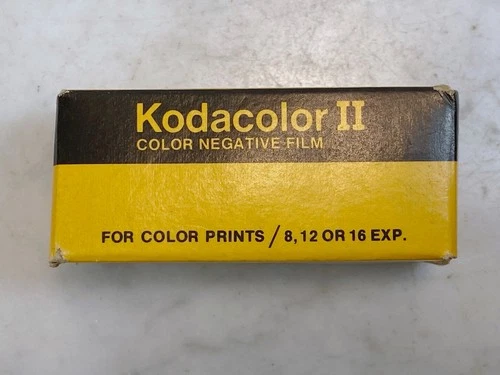 Kodacolor II
COLOR NEGATIVE FILM
FOR COLOR PRINTS / 8, 12 OR 16 EXP.